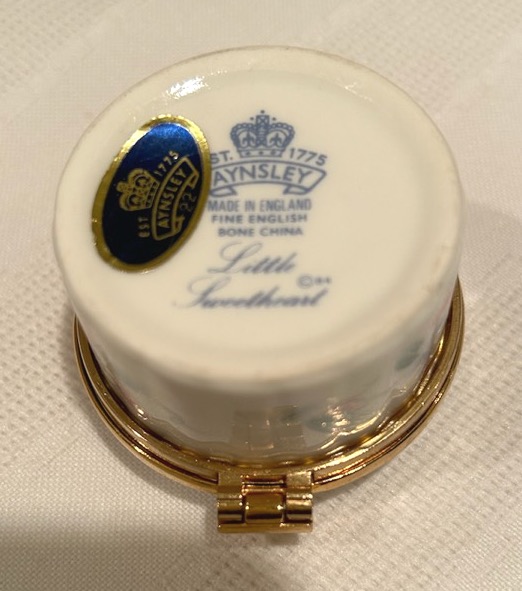 EST. 1775
AYNSLEY
MADE IN ENGLAND
FINE ENGLISH
BONE CHINA
Little
Sweetheart
©
EST 1775
AYNSLEY